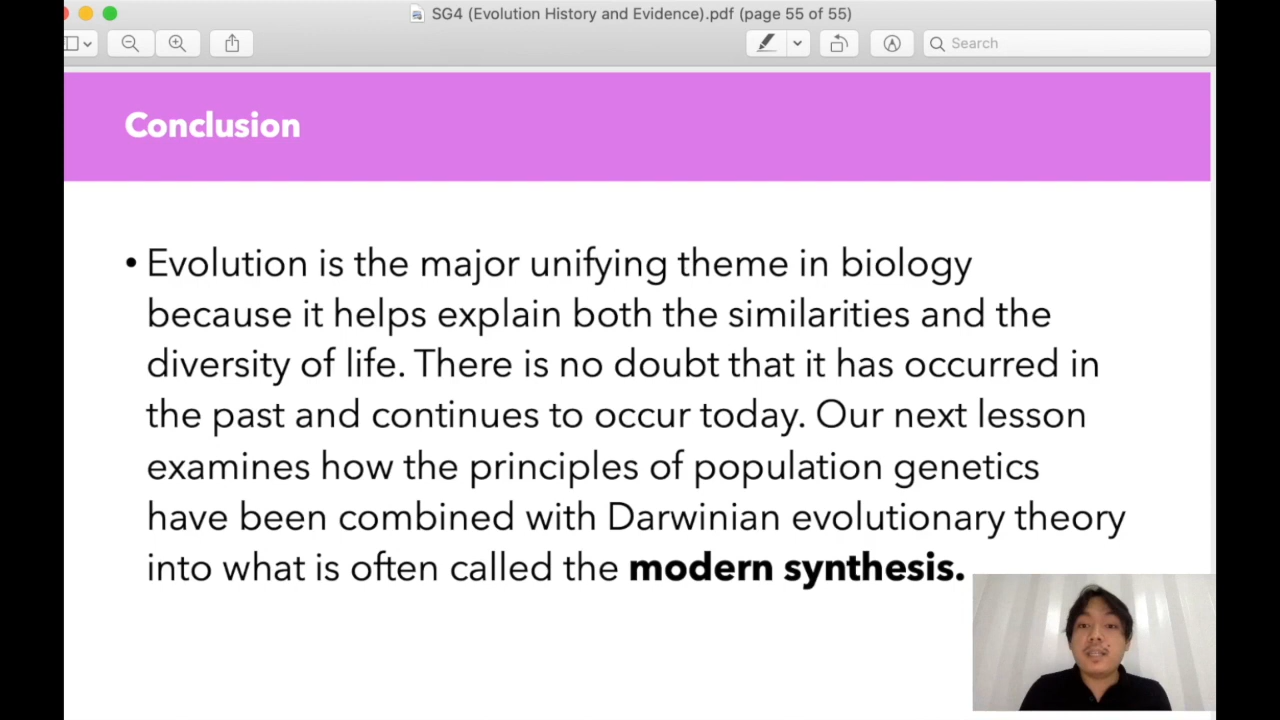 SG4 (Evolution History and Evidence).pdf (page 55 of 55)
Search
Conclusion
• Evolution is the major unifying theme in biology
because it helps explain both the similarities and the
diversity of life. There is no doubt that it has occurred in
the past and continues to occur today. Our next lesson
examines how the principles of population genetics
have been combined with Darwinian evolutionary theory
into what is often called the modern synthesis.